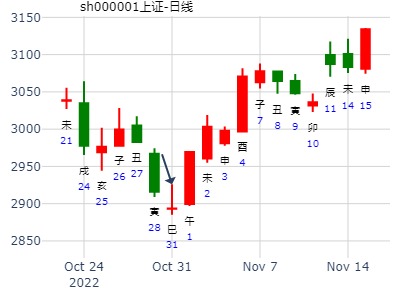 sh000001上证-日线
3150
3100
3050
3000
2950
2900
2850
未
21
戌
24
亥
25
子
26
丑
27
寅
28
巳
31
午
1
未
2
申
3
酉
4
子
7
丑
8
寅
9
卯
10
辰
11
未
14
申
15
Oct 24
2022
Oct 31
Nov 7
Nov 14